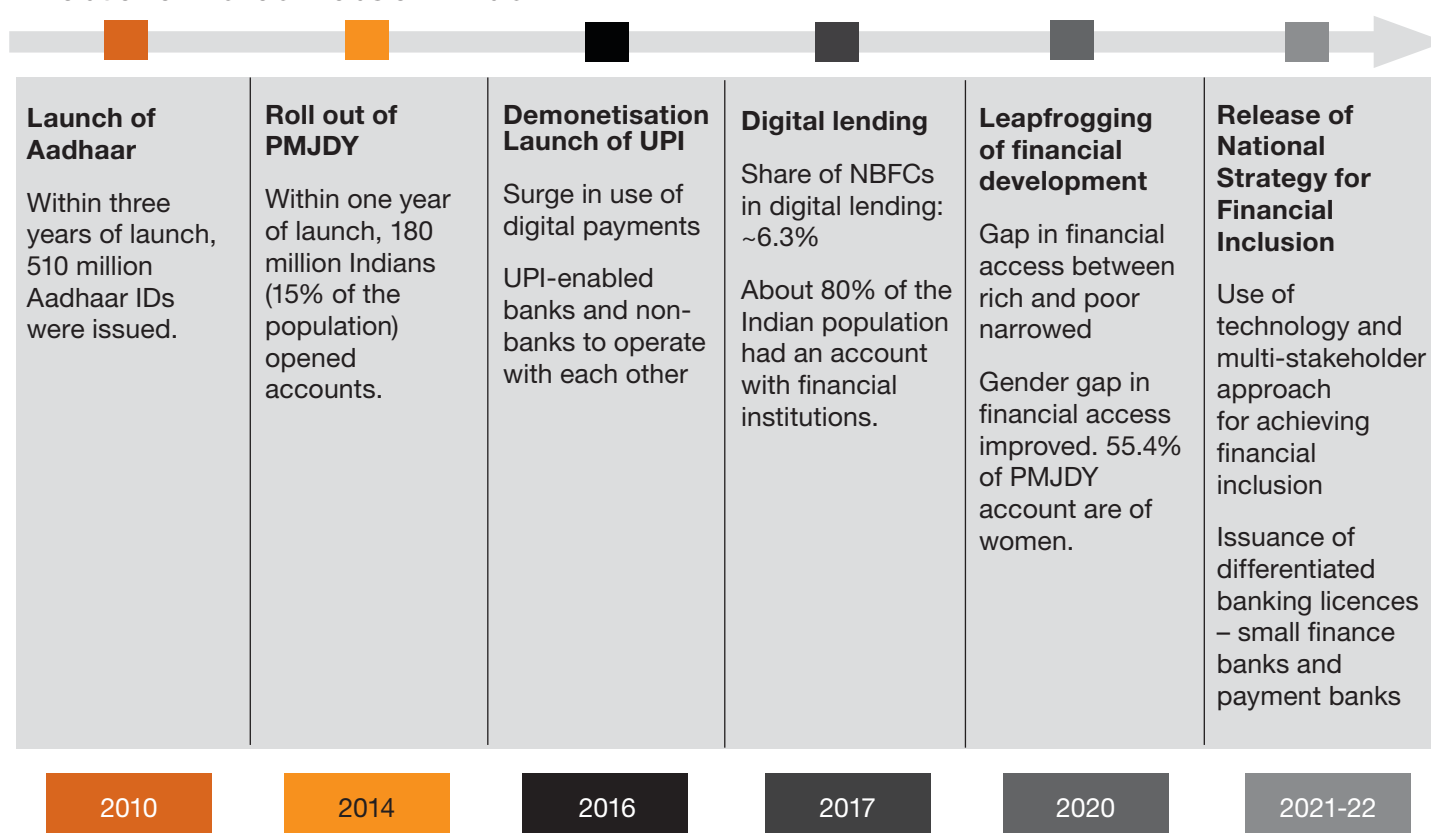 Launch of
Aadhaar
Within three
years of launch,
510 million
Aadhaar IDs
were issued.
Roll out of
PMJDY
Within one year
of launch, 180
million Indians
(15% of the
population)
opened
accounts.
Demonetisation
Launch of UPI
Surge in use of
digital payments
UPI-enabled
banks and non-
banks to operate
with each other
Digital lending
Share of NBFCs
in digital lending:
~6.3%
About 80% of the
Indian population
had an account
with financial
institutions.
Leapfrogging
of financial
development
Gap in financial
access between
rich and poor
narrowed
Gender gap in
financial access
improved. 55.4%
of PMJDY
account are of
women.
Release of
National
Strategy for
Financial
Inclusion
Use of
technology and
multi-stakeholder
approach
for achieving
financial
inclusion
Issuance of
differentiated
banking licences
– small finance
banks and
payment banks
2010
2014
2016
2017
2020
2021-22